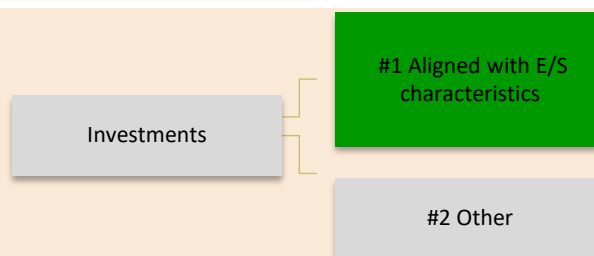 #1 Aligned with E/S
characteristics
Investments
#2 Other